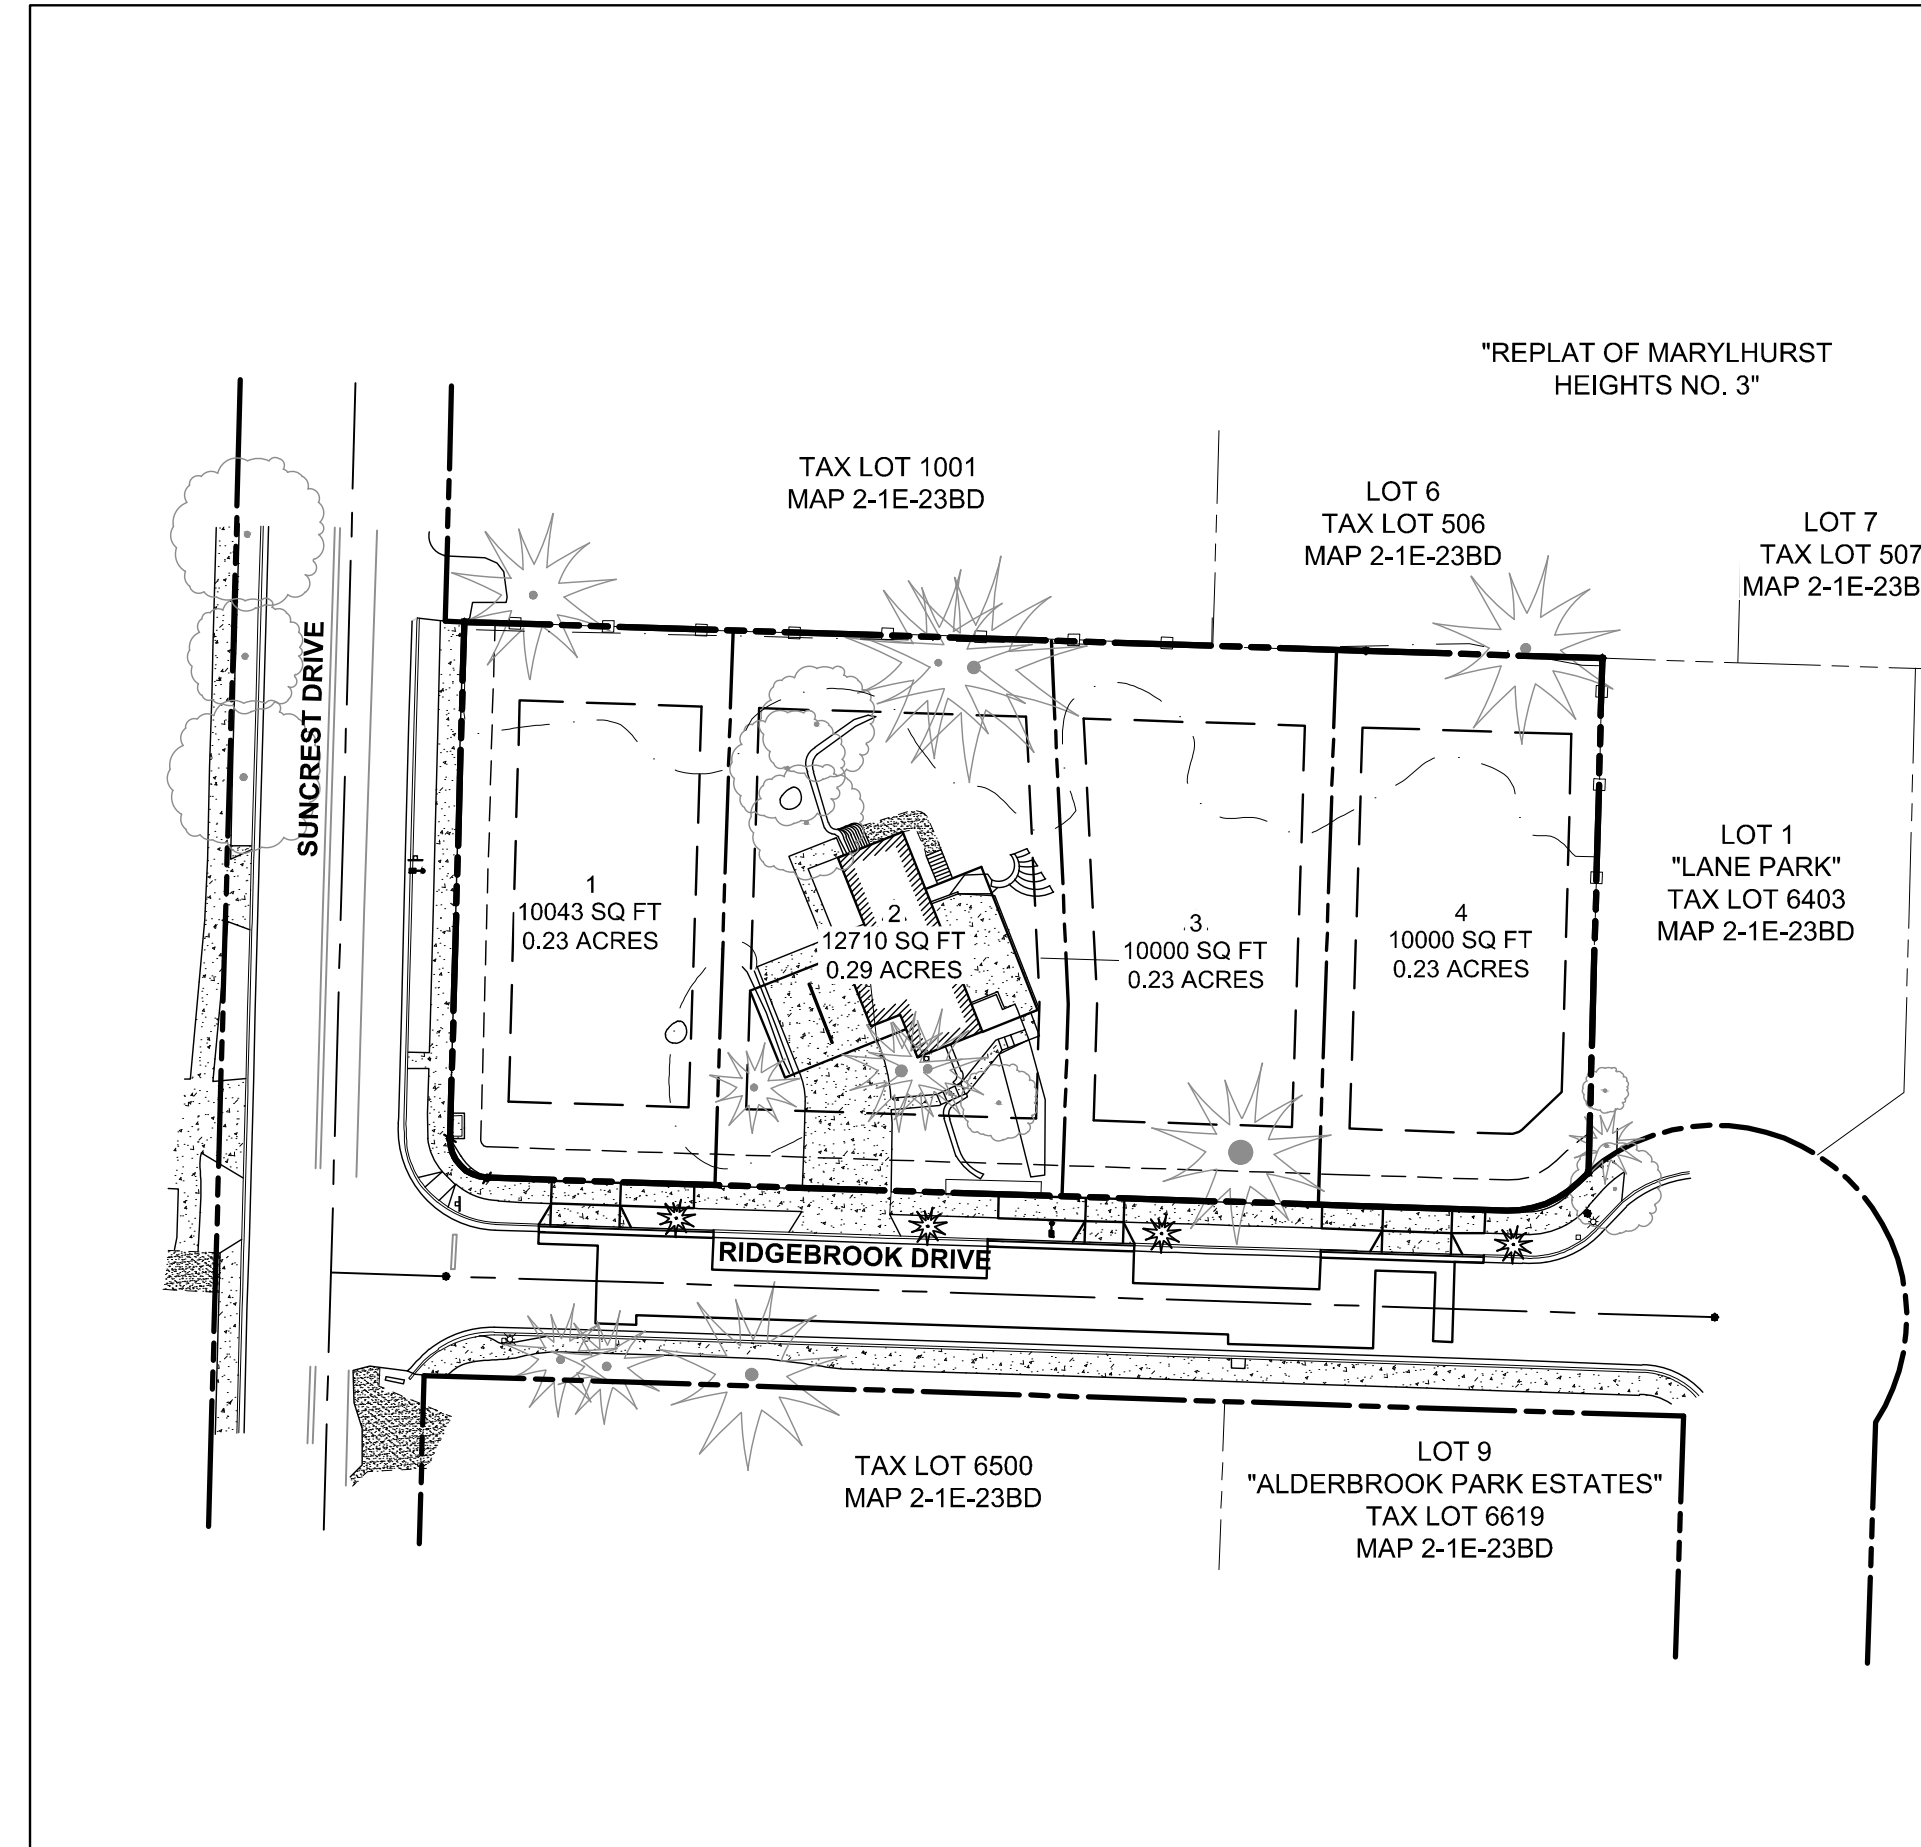 "REPLAT OF MARYLHURST
HEIGHTS NO. 3"
TAX LOT 1001
MAP 2-1E-23BD
LOT 6
TAX LOT 506
MAP 2-1E-23BD
LOT 7
TAX LOT 507
MAP 2-1E-23B
SUNCREST DRIVE
1
10043 SQ FT
0.23 ACRES
2
12710 SQ FT
0.29 ACRES
3
10000 SQ FT
0.23 ACRES
4
10000 SQ FT
0.23 ACRES
LOT 1
"LANE PARK"
TAX LOT 6403
MAP 2-1E-23BD
RIDGEBROOK DRIVE
TAX LOT 6500
MAP 2-1E-23BD
LOT 9
"ALDERBROOK PARK ESTATES"
TAX LOT 6619
MAP 2-1E-23BD